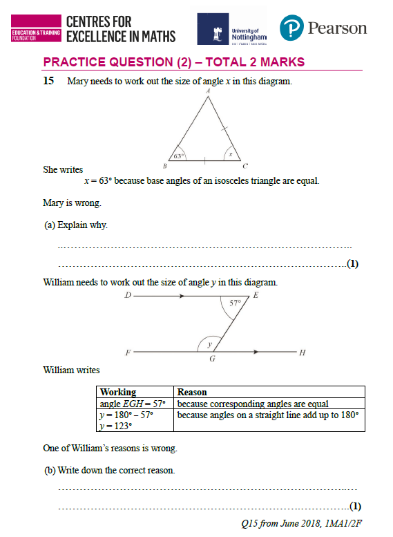 EDUCATION & TRAINING
FOUNDATION
CENTRES FOR
EXCELLENCE IN MATHS
University of
Nottingham
UK | CHINA | MALAYSIA
Pearson
PRACTICE QUESTION (2) – TOTAL 2 MARKS
15 Mary needs to work out the size of angle x in this diagram.
A
63°
x
B
C
She writes
x = 63° because base angles of an isosceles triangle are equal.
Mary is wrong.
(a) Explain why.
(1)
William needs to work out the size of angle y in this diagram.
D
E
57°
y
F
G
H
William writes
Working Reason
angle EGH = 57° because corresponding angles are equal
y = 180° – 57° because angles on a straight line add up to 180°
y = 123°
One of William's reasons is wrong.
(b) Write down the correct reason.
(1)
Q15 from June 2018, 1MA1/2F